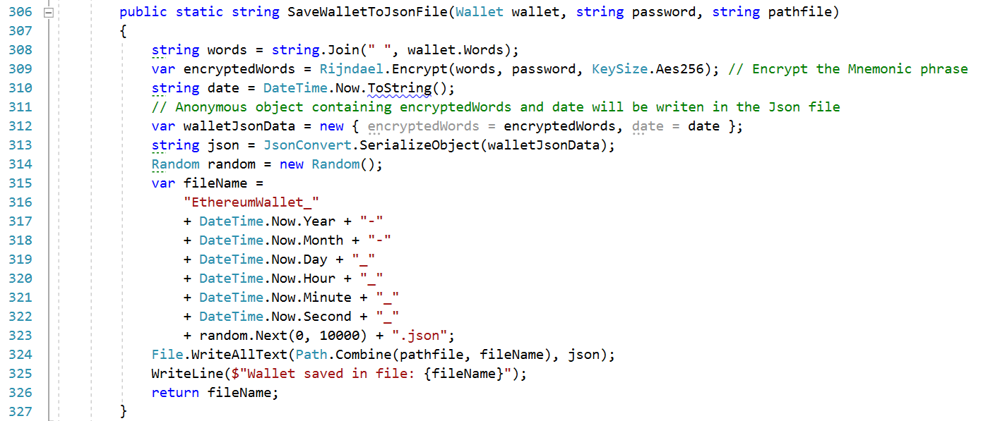 306 public static string SaveWalletToJsonFile(Wallet wallet, string password, string pathfile)
307 {
308 string words = string.Join(" ", wallet.Words);
309 var encryptedWords = Rijndael.Encrypt(words, password, KeySize.Aes256); // Encrypt the Mnemonic phrase
310 string date = DateTime.Now.ToString();
311 // Anonymous object containing encryptedWords and date will be writen in the Json file
312 var walletJsonData = new { encryptedWords = encryptedWords, date = date };
313 string json = JsonConvert.SerializeObject(walletJsonData);
314 Random random = new Random();
315 var fileName =
316 "EthereumWallet_"
317 + DateTime.Now.Year + "-"
318 + DateTime.Now.Month + "-"
319 + DateTime.Now.Day + "_"
320 + DateTime.Now.Hour + "_"
321 + DateTime.Now.Minute + "_"
322 + DateTime.Now.Second + "_"
323 + random.Next(0, 10000) + ".json";
324 File.WriteAllText(Path.Combine(pathfile, fileName), json);
325 WriteLine($"Wallet saved in file: {fileName}");
326 return fileName;
327 }